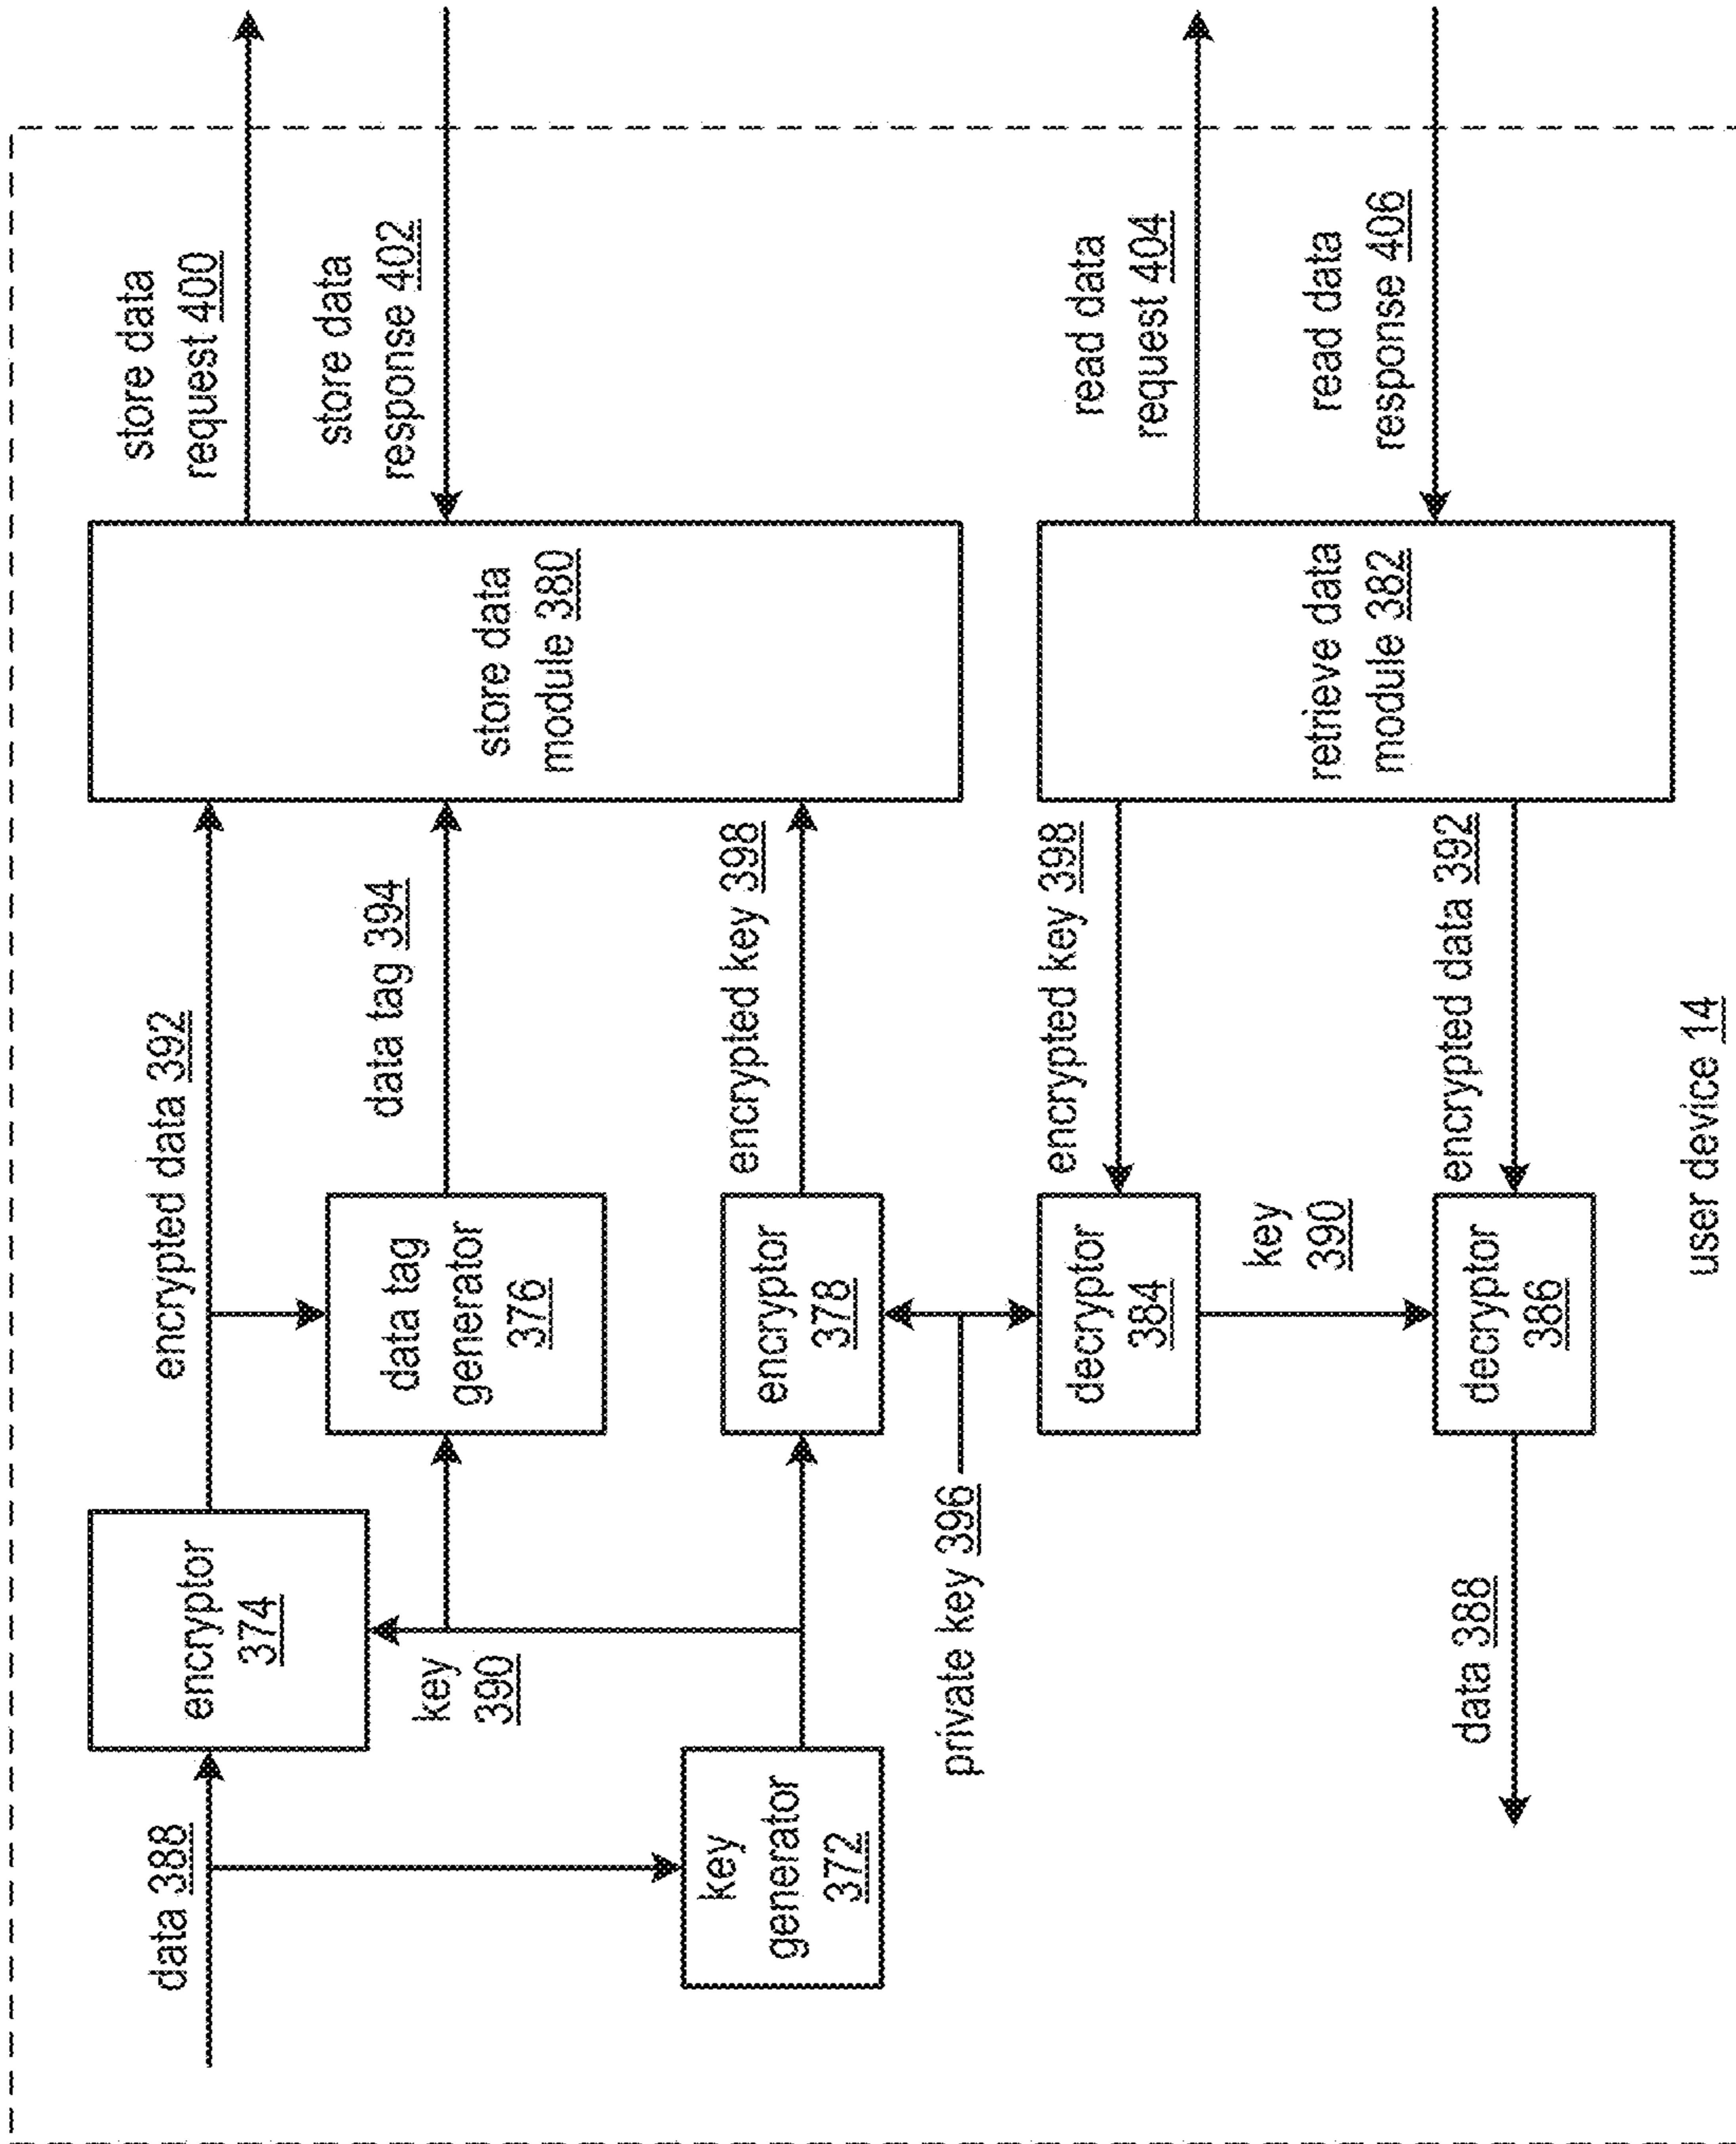 data 388
encryptor
374
encrypted data 392
store data
request 400
store data
response 402
key
390
data tag
generator
376
data tag 394
store data
module 380
key
generator
372
encryptor
378
encrypted key 398
private key 396
decryptor
384
encrypted key 398
read data
request 404
key
390
retrieve data
module 382
read data
response 406
data 388
decryptor
386
encrypted data 392
user device 14